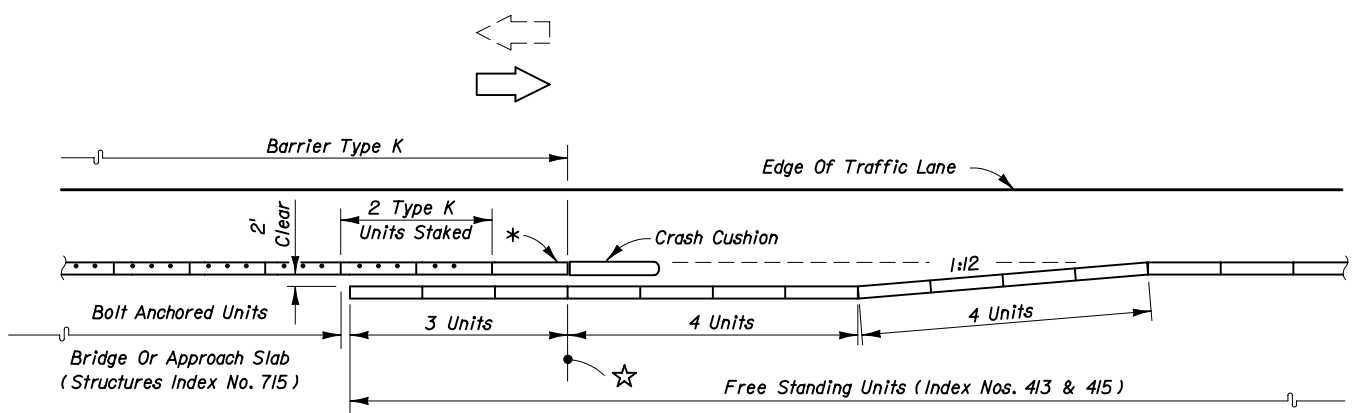 Barrier Type K
Edge Of Traffic Lane
2' Clear
2 Type K
Units Staked
*
Crash Cushion
1:12
Bolt Anchored Units
3 Units
4 Units
4 Units
Bridge Or Approach Slab
(Structures Index No. 715)
Free Standing Units (Index Nos. 413 & 415)